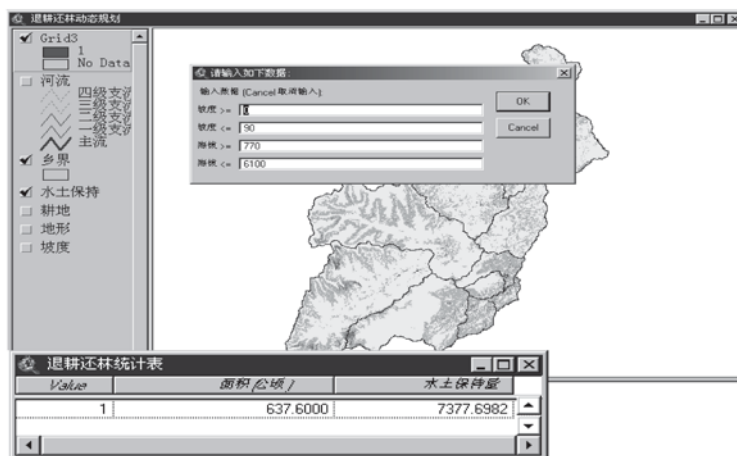 退耕还林动态规划
Grid3
1
No Data
河流
四级支流
三级支流
二级支流
一级支流
主流
乡界
水土保持
耕地
地形
坡度
请输入如下数据:
输入数据 (Cancel 取消输入):
坡度 >= 0
坡度 <= 90
海拔 >= 770
海拔 <= 6100
OK
Cancel
退耕还林统计表
Value 面积(公顷) 水土保持量
1 637.6000 7377.6982